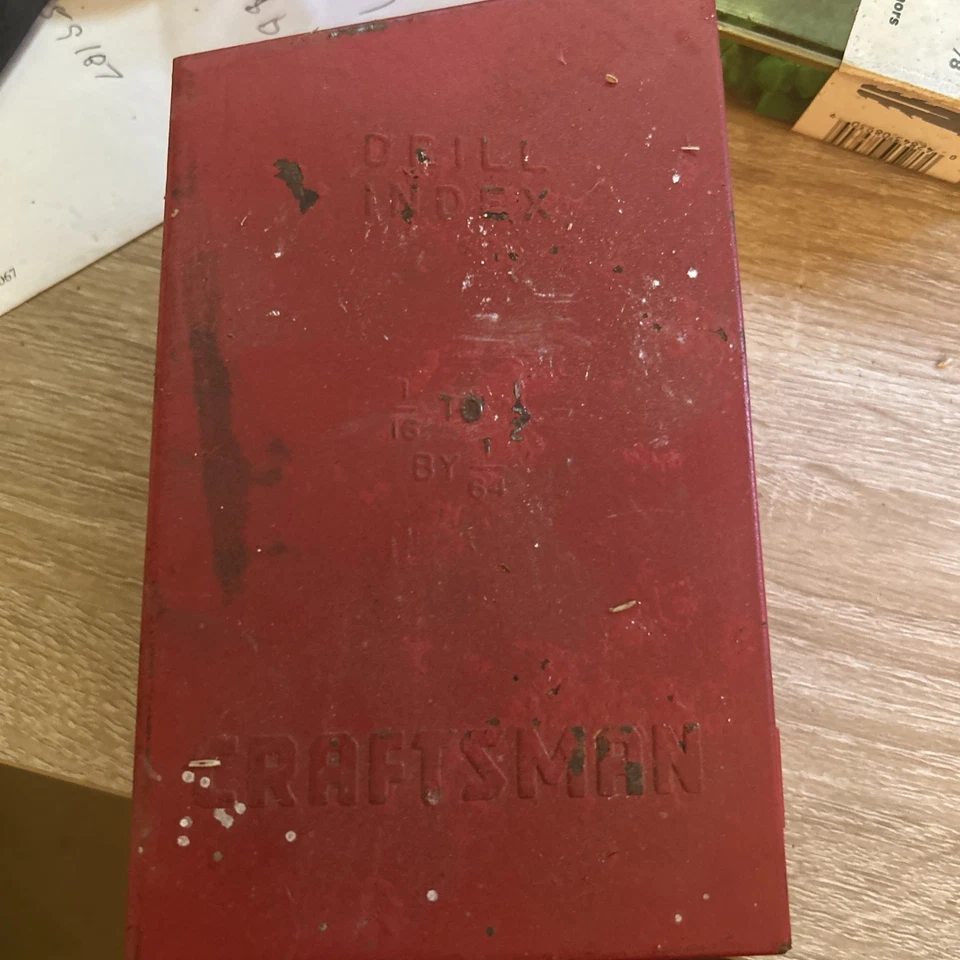 DRILL
INDEX
1/16 TO 1/2
BY 1/64
CRAFTSMAN